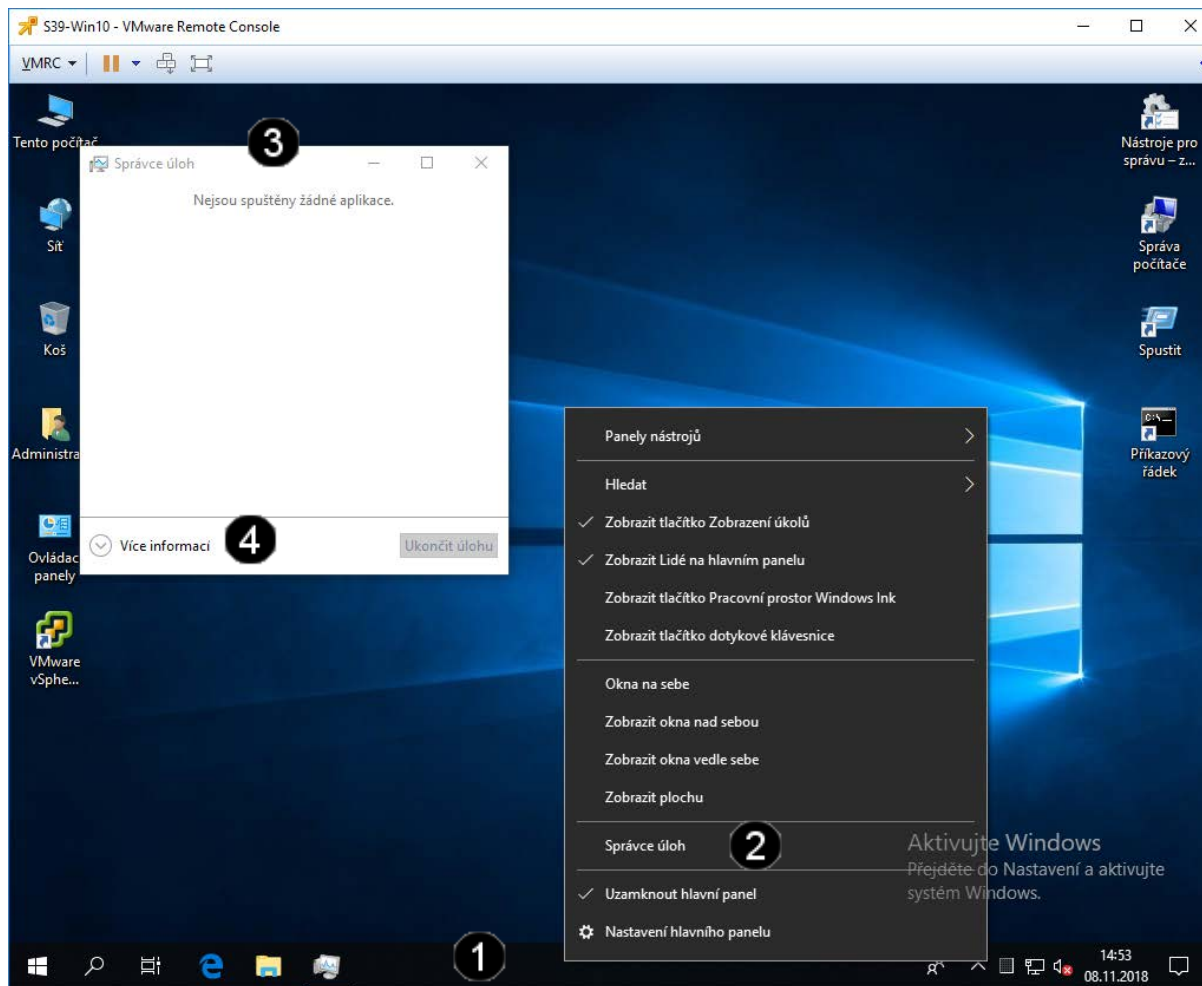 S39-Win10 - VMware Remote Console
VMRC
Tento počítač
Síť
Koš
Administra
Ovládac
panely
VMware
vSphe...
3
Správce úloh
Nejsou spuštěny žádné aplikace.
Více informací
4
Ukončit úlohu
Nástroje pro
správu – z...
Správa
počítače
Spustit
C:\
Příkazový
řádek
Panely nástrojů
Hledat
Zobrazit tlačítko Zobrazení úkolů
Zobrazit Lidé na hlavním panelu
Zobrazit tlačítko Pracovní prostor Windows Ink
Zobrazit tlačítko dotykové klávesnice
Okna na sebe
Zobrazit okna nad sebou
Zobrazit okna vedle sebe
Zobrazit plochu
Správce úloh
2
Uzamknout hlavní panel
Nastavení hlavního panelu
Aktivujte Windows
Přejděte do Nastavení a aktivujte
systém Windows.
1
14:53
08.11.2018